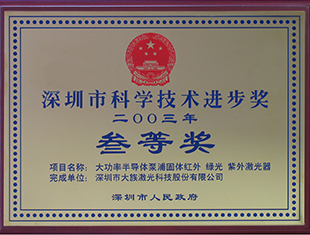 深圳市科学技术进步奖
二〇〇三年
叁等奖
项目名称：大功率半导体泵浦固体红外 绿光 紫外激光器
完成单位：深圳市大族激光科技股份有限公司
深圳市人民政府